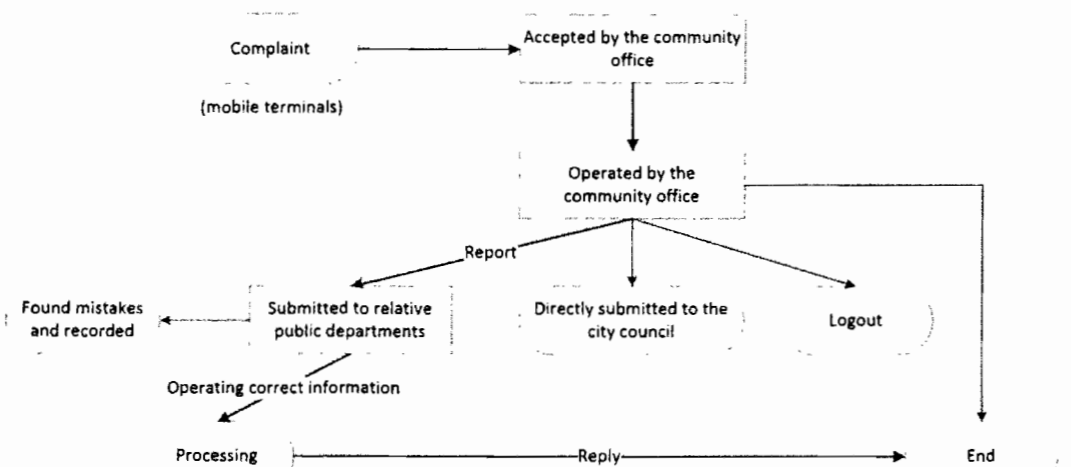 Complaint
Accepted by the community
office
(mobile terminals)
Operated by the
community office
Report
Found mistakes
and recorded
Submitted to relative
public departments
Directly submitted to the
city council
Logout
Operating correct information
Processing
Reply
End